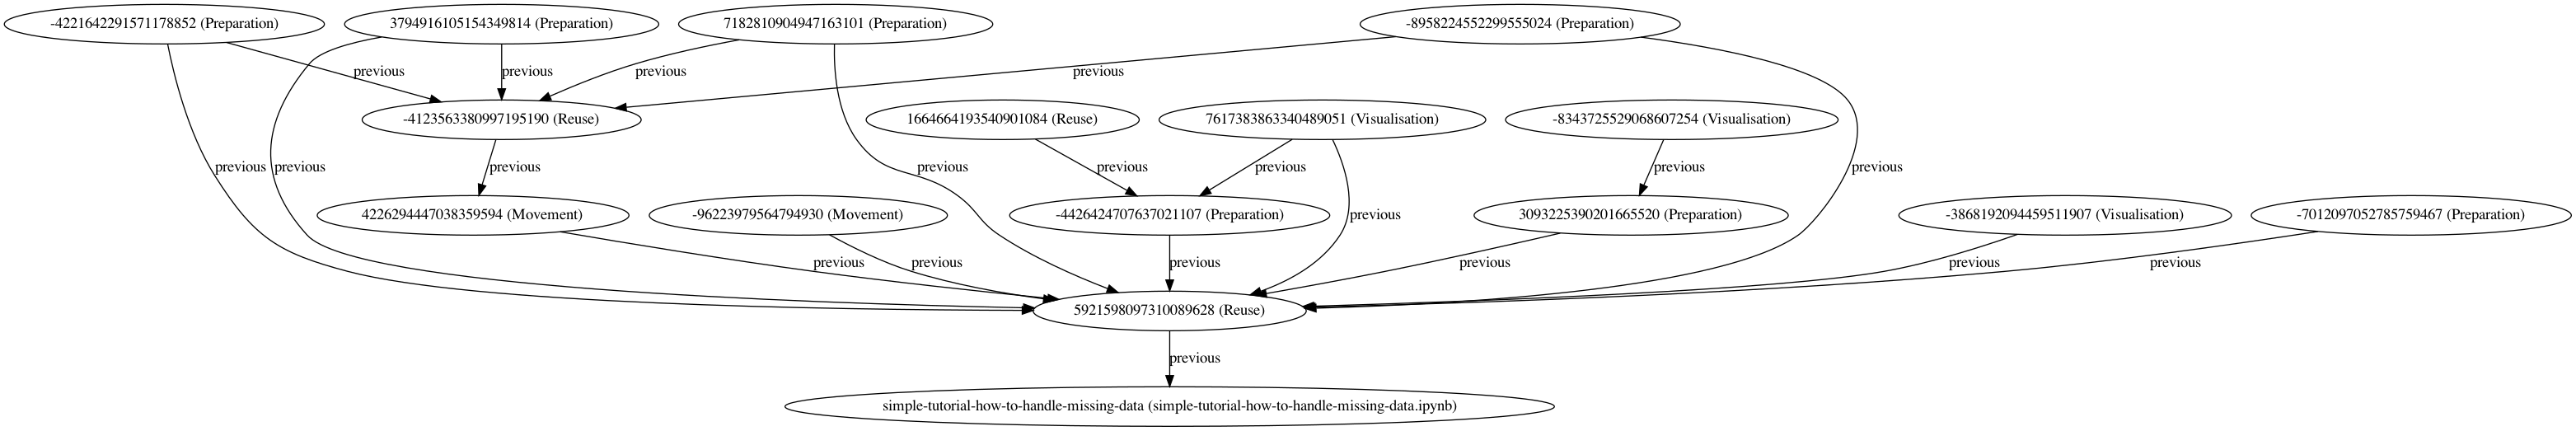 -4221642291571178852 (Preparation)
3794916105154349814 (Preparation)
7182810904947163101 (Preparation)
-8958224552299555024 (Preparation)
previous
previous
previous
previous
-4123563380997195190 (Reuse)
1664664193540901084 (Reuse)
7617383863340489051 (Visualisation)
-8343725529068607254 (Visualisation)
previous
previous
previous
previous
previous
previous
previous
previous
4226294447038359594 (Movement)
-96223979564794930 (Movement)
-4426424707637021107 (Preparation)
3093225390201665520 (Preparation)
-3868192094459511907 (Visualisation)
-7012097052785759467 (Preparation)
previous
previous
previous
previous
previous
previous
previous
5921598097310089628 (Reuse)
previous
simple-tutorial-how-to-handle-missing-data (simple-tutorial-how-to-handle-missing-data.ipynb)